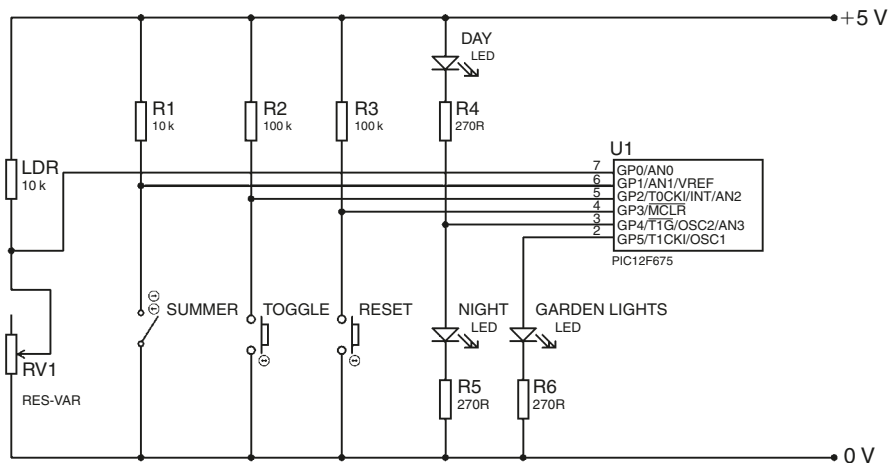 +5 V
DAY
LED
R1
10 k
R2
100 k
R3
100 k
R4
270R
U1
LDR
10 k
7
GP0/AN0
6
GP1/AN1/VREF
5
GP2/T0CKI/INT/AN2
4
GP3/MCLR
3
GP4/T1G/OSC2/AN3
2
GP5/T1CKI/OSC1
PIC12F675
SUMMER
TOGGLE
RESET
NIGHT
LED
GARDEN LIGHTS
LED
RV1
RES-VAR
R5
270R
R6
270R
0 V